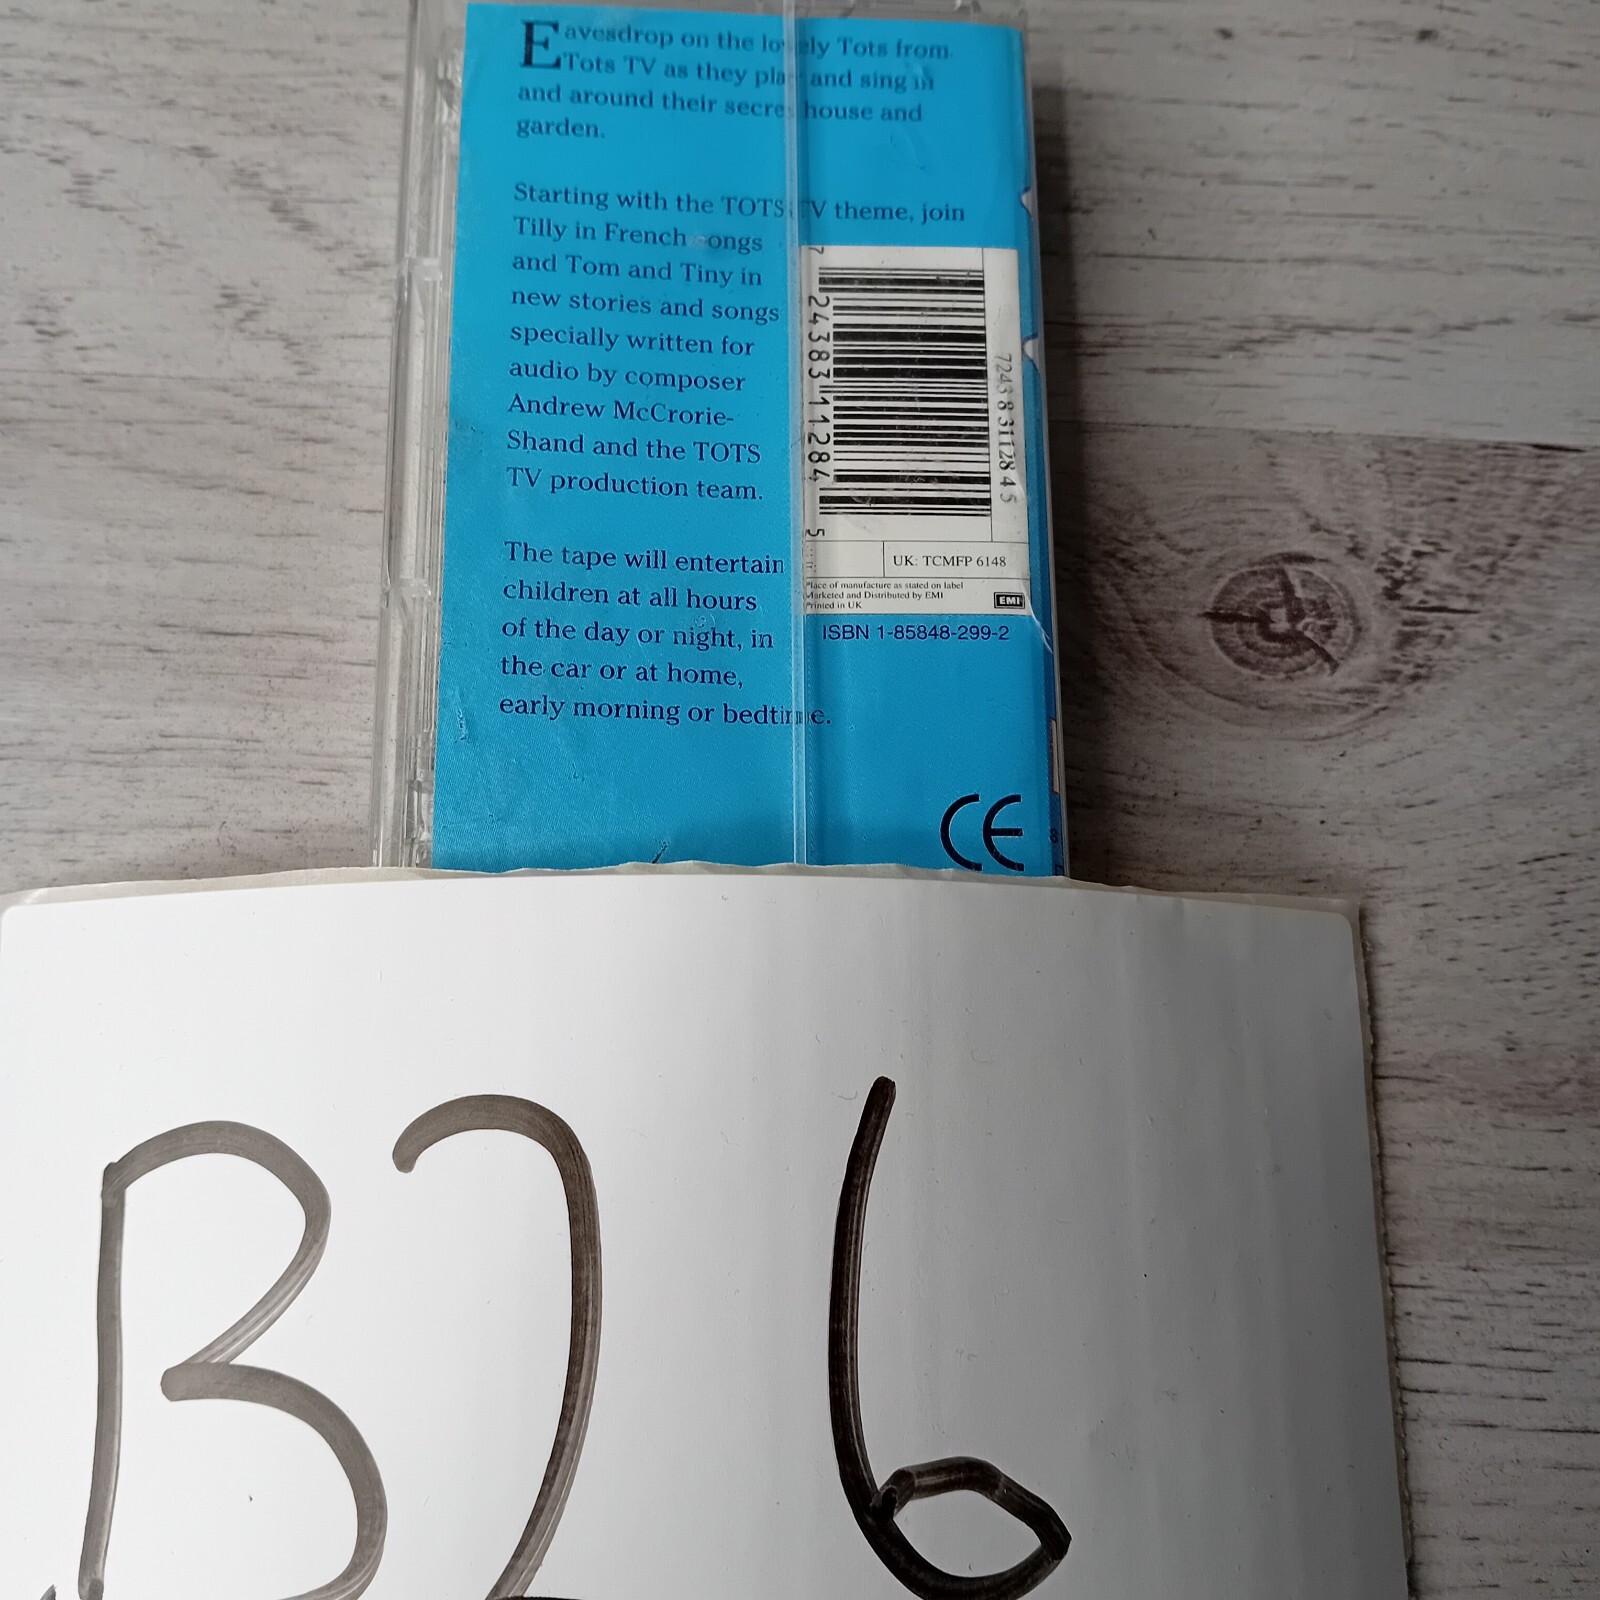 Eavesdrop on the lovely Tots from
Tots TV as they play and sing in
and around their secret house and
garden.
Starting with the TOTS TV theme, join
Tilly in French songs
and Tom and Tiny in
new stories and songs
specially written for
audio by composer
Andrew McCrorie-
Shand and the TOTS
TV production team.
The tape will entertain
children at all hours
of the day or night, in
the car or at home,
early morning or bedtime.
7 24383 11284 5
7243 8 31128 4 5
UK: TCMFP 6148
Place of manufacture as stated on label
Marketed and Distributed by EMI
Printed in UK
EMI
ISBN 1-85848-299-2
CE
B26